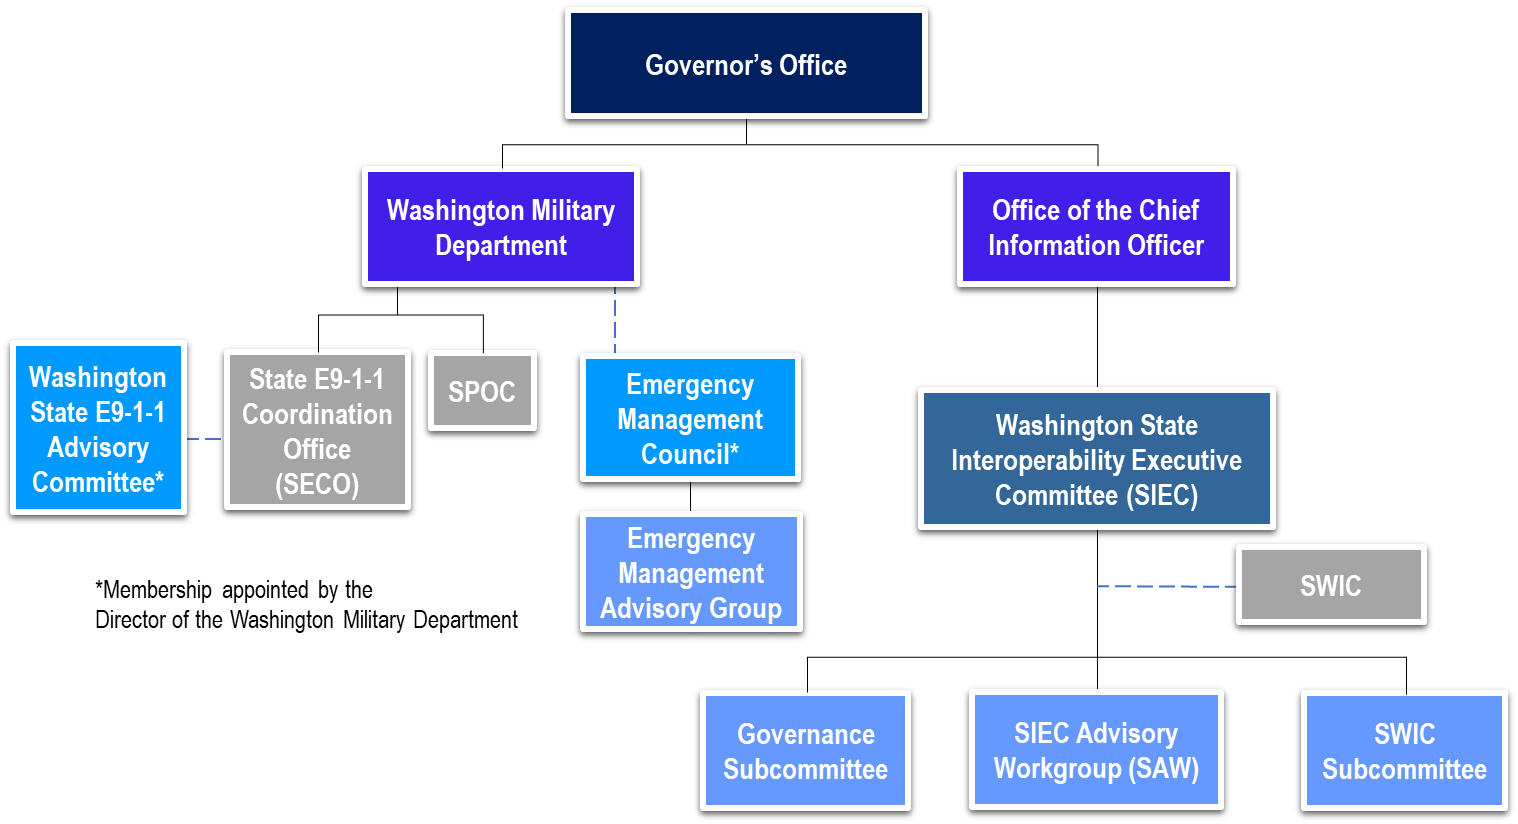 Governor’s Office
Washington Military
Department
Office of the Chief
Information Officer
Washington
State E9-1-1
Advisory
Committee*
State E9-1-1
Coordination
Office
(SECO)
SPOC
Emergency
Management
Council*
Washington State
Interoperability Executive
Committee (SIEC)
Emergency
Management
Advisory Group
SWIC
*Membership appointed by the
Director of the Washington Military Department
Governance
Subcommittee
SIEC Advisory
Workgroup (SAW)
SWIC
Subcommittee